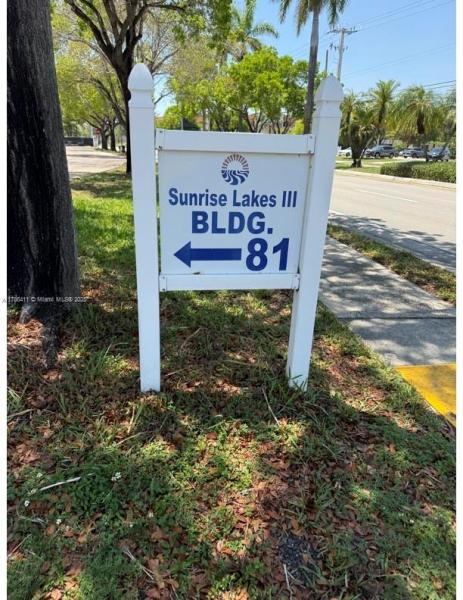 Sunrise Lakes III
BLDG.
81